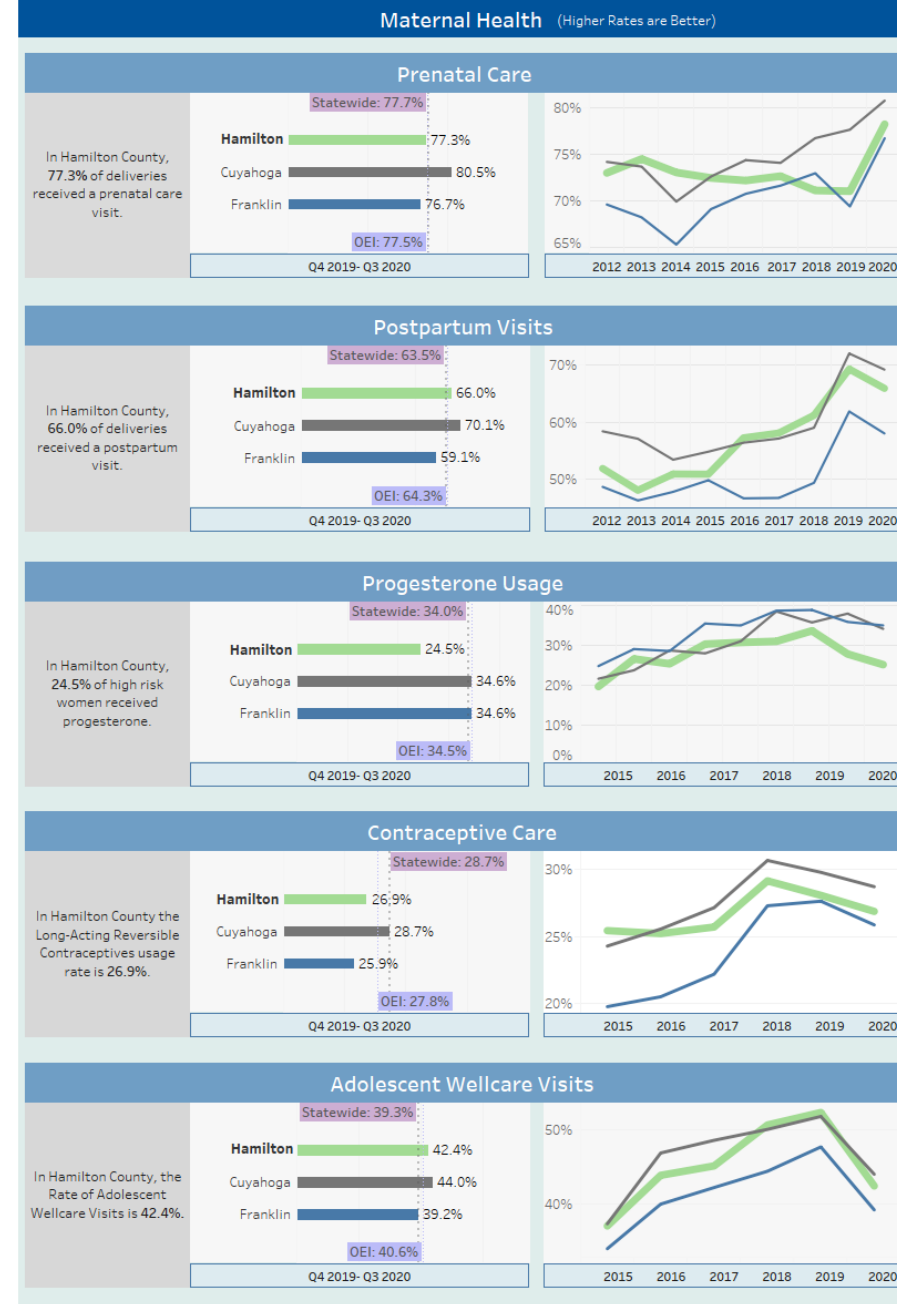 Maternal Health (Higher Rates are Better)
Prenatal Care
In Hamilton County,
77.3% of deliveries
received a prenatal care
visit.
Statewide: 77.7%
Hamilton 77.3%
Cuyahoga 80.5%
Franklin 76.7%
OEI: 77.5%
Q4 2019- Q3 2020
80%
75%
70%
65%
2012 2013 2014 2015 2016 2017 2018 2019 2020
Postpartum Visits
In Hamilton County,
66.0% of deliveries
received a postpartum
visit.
Statewide: 63.5%
Hamilton 66.0%
Cuyahoga 70.1%
Franklin 59.1%
OEI: 64.3%
Q4 2019- Q3 2020
70%
60%
50%
2012 2013 2014 2015 2016 2017 2018 2019 2020
Progesterone Usage
In Hamilton County,
24.5% of high risk
women received
progesterone.
Statewide: 34.0%
Hamilton 24.5%
Cuyahoga 34.6%
Franklin 34.6%
OEI: 34.5%
Q4 2019- Q3 2020
40%
30%
20%
10%
0%
2015 2016 2017 2018 2019 2020
Contraceptive Care
In Hamilton County the
Long-Acting Reversible
Contraceptives usage
rate is 26.9%.
Statewide: 28.7%
Hamilton 26.9%
Cuyahoga 28.7%
Franklin 25.9%
OEI: 27.8%
Q4 2019- Q3 2020
30%
25%
20%
2015 2016 2017 2018 2019 2020
Adolescent Wellcare Visits
In Hamilton County, the
Rate of Adolescent
Wellcare Visits is 42.4%.
Statewide: 39.3%
Hamilton 42.4%
Cuyahoga 44.0%
Franklin 39.2%
OEI: 40.6%
Q4 2019- Q3 2020
50%
40%
2015 2016 2017 2018 2019 2020